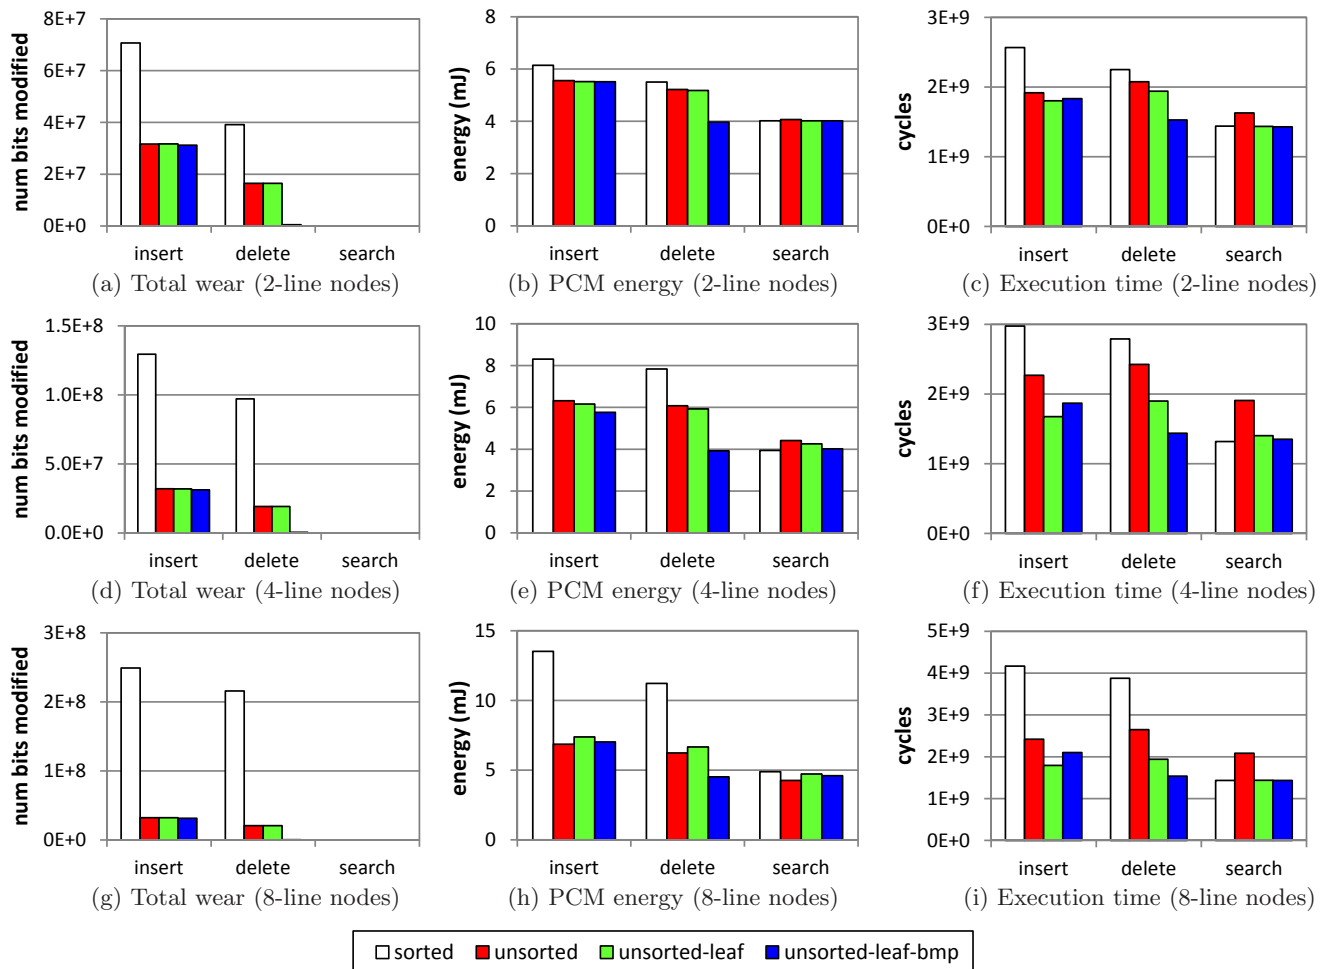 num bits modified
8E+7
6E+7
4E+7
2E+7
0E+0
insert delete search
(a) Total wear (2-line nodes)
energy (mJ)
8
6
4
2
0
insert delete search
(b) PCM energy (2-line nodes)
cycles
3E+9
2E+9
1E+9
0E+0
insert delete search
(c) Execution time (2-line nodes)
num bits modified
1.5E+8
1.0E+8
5.0E+7
0.0E+0
insert delete search
(d) Total wear (4-line nodes)
energy (mJ)
10
8
6
4
2
0
insert delete search
(e) PCM energy (4-line nodes)
cycles
3E+9
2E+9
1E+9
0E+0
insert delete search
(f) Execution time (4-line nodes)
num bits modified
3E+8
2E+8
1E+8
0E+0
insert delete search
(g) Total wear (8-line nodes)
energy (mJ)
15
10
5
0
insert delete search
(h) PCM energy (8-line nodes)
cycles
5E+9
4E+9
3E+9
2E+9
1E+9
0E+0
insert delete search
(i) Execution time (8-line nodes)
sorted unsorted unsorted-leaf unsorted-leaf-bmp